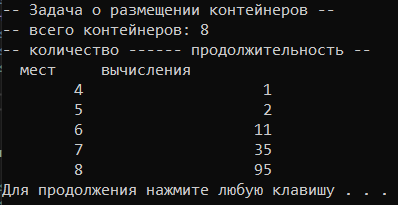 -- Задача о размещении контейнеров --
-- всего контейнеров: 8
-- количество ------ продолжительность --
мест вычисления
4 1
5 2
6 11
7 35
8 95
Для продолжения нажмите любую клавишу . . .